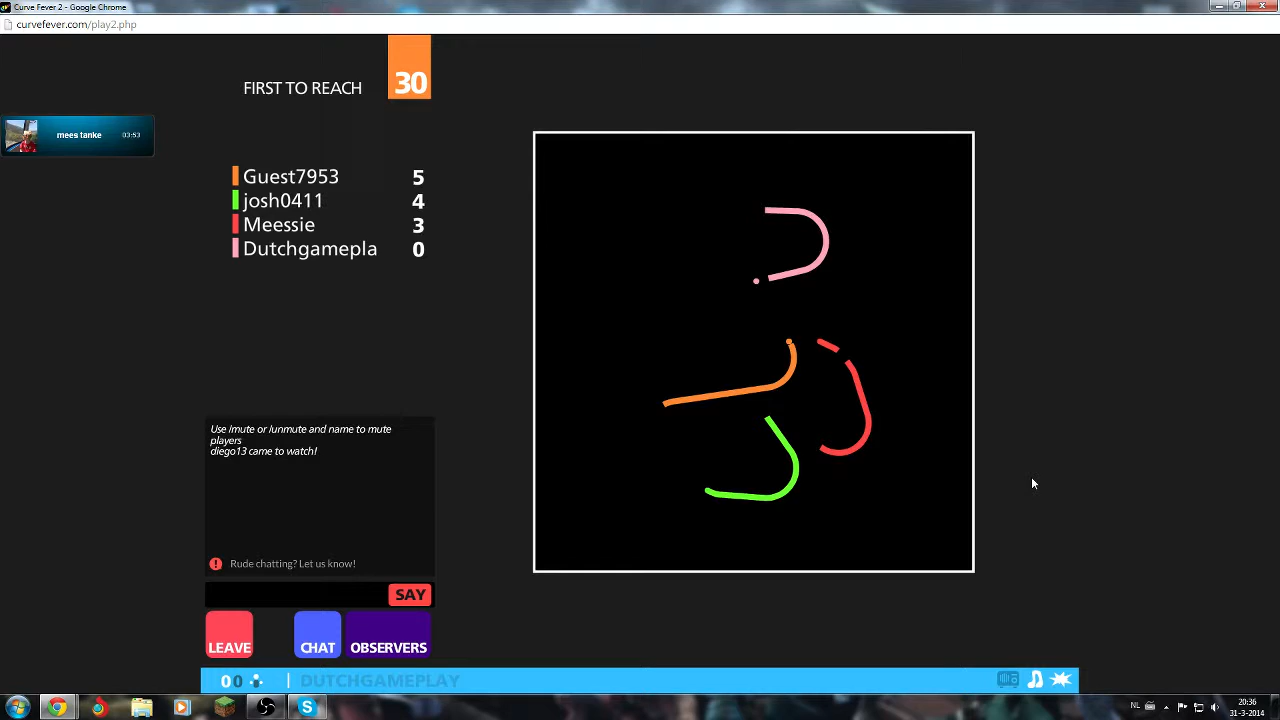 Curve Fever 2 - Google Chrome
curvefever.com/play2.php
FIRST TO REACH 30
mees tanke 03:53
Guest7953 5
josh0411 4
Meessie 3
Dutchgamepla 0
Use /mute or /unmute and name to mute
players
diego13 came to watch!
Rude chatting? Let us know!
SAY
LEAVE CHAT OBSERVERS
00 DUTCHGAMEPLAY
NL 20:36
31-3-2014